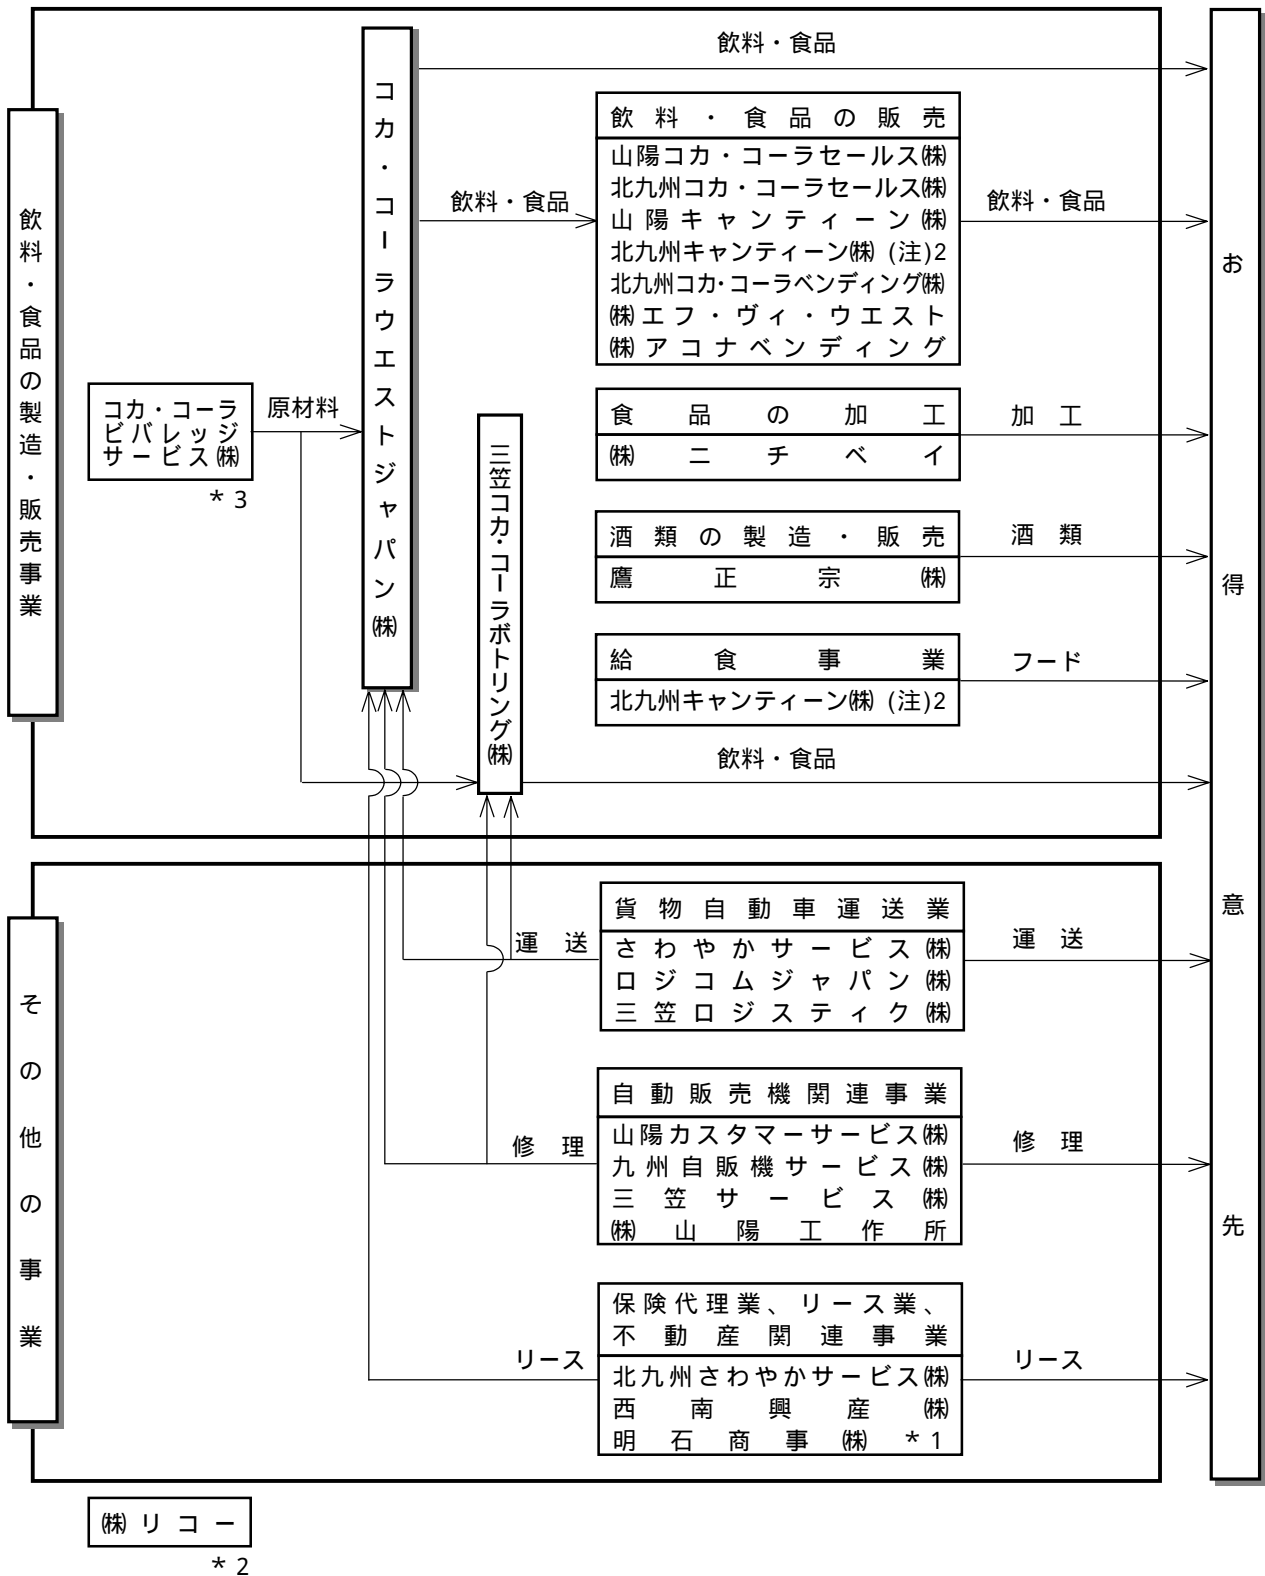 飲料・食品の製造・販売事業
コカ・コーラ
ビバレッジ
サービス㈱
*3
原材料
コカ・コーラウエストジャパン㈱
三笠コカ・コーラボトリング㈱
飲料・食品
飲料・食品
飲料・食品の販売
山陽コカ・コーラセールス㈱
北九州コカ・コーラセールス㈱
山陽キャンティーン㈱
北九州キャンティーン㈱ (注)2
北九州コカ・コーラベンディング㈱
㈱エフ・ヴィ・ウエスト
㈱アコナベンディング
飲料・食品
食品の加工
㈱ニチベイ
加工
酒類の製造・販売
鷹正宗㈱
酒類
給食事業
北九州キャンティーン㈱ (注)2
フード
飲料・食品
お得意先
その他の事業
運送
貨物自動車運送業
さわやかサービス㈱
ロジコムジャパン㈱
三笠ロジスティク㈱
運送
修理
自動販売機関連事業
山陽カスタマーサービス㈱
九州自販機サービス㈱
三笠サービス㈱
㈱山陽工作所
修理
リース
保険代理業、リース業、
不動産関連事業
北九州さわやかサービス㈱
西南興産㈱
明石商事㈱ *1
リース
㈱リコー
*2